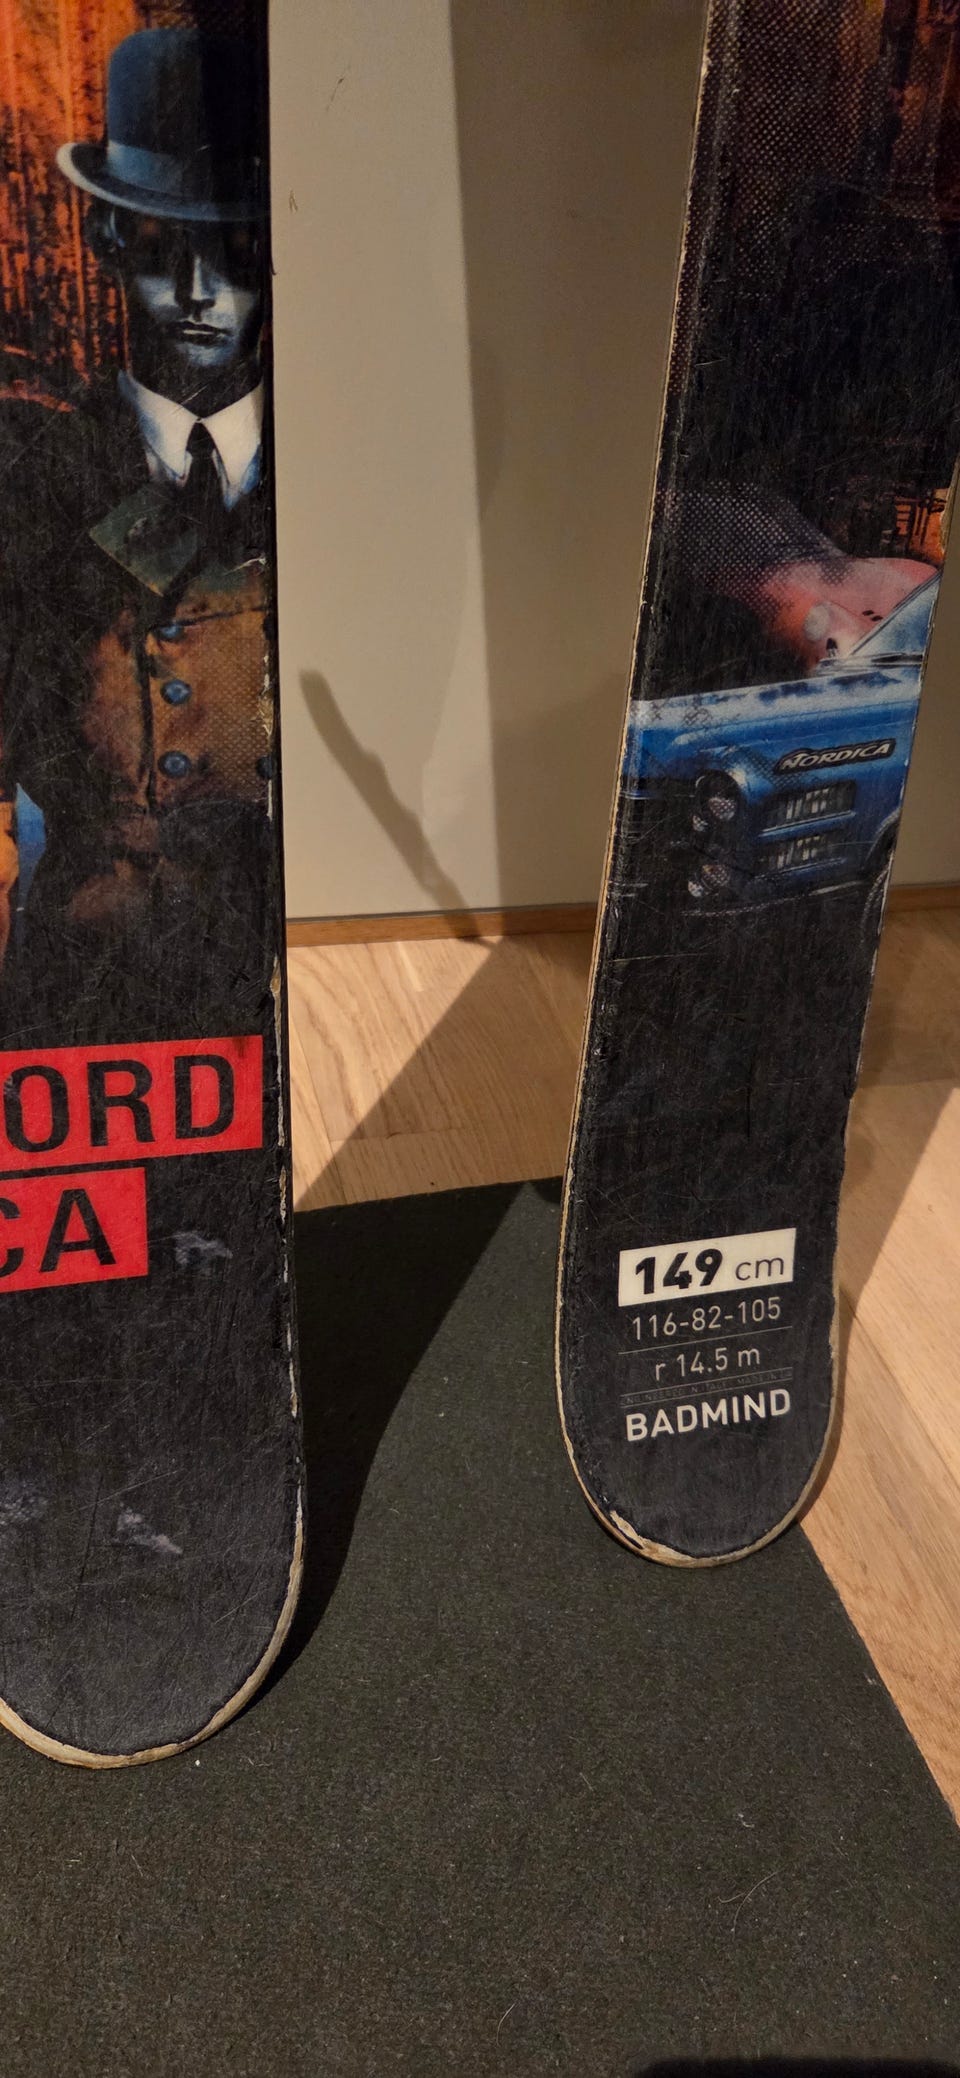 NORDICA
ORD
CA
149 cm
116-82-105
r 14.5 m
BADMIND